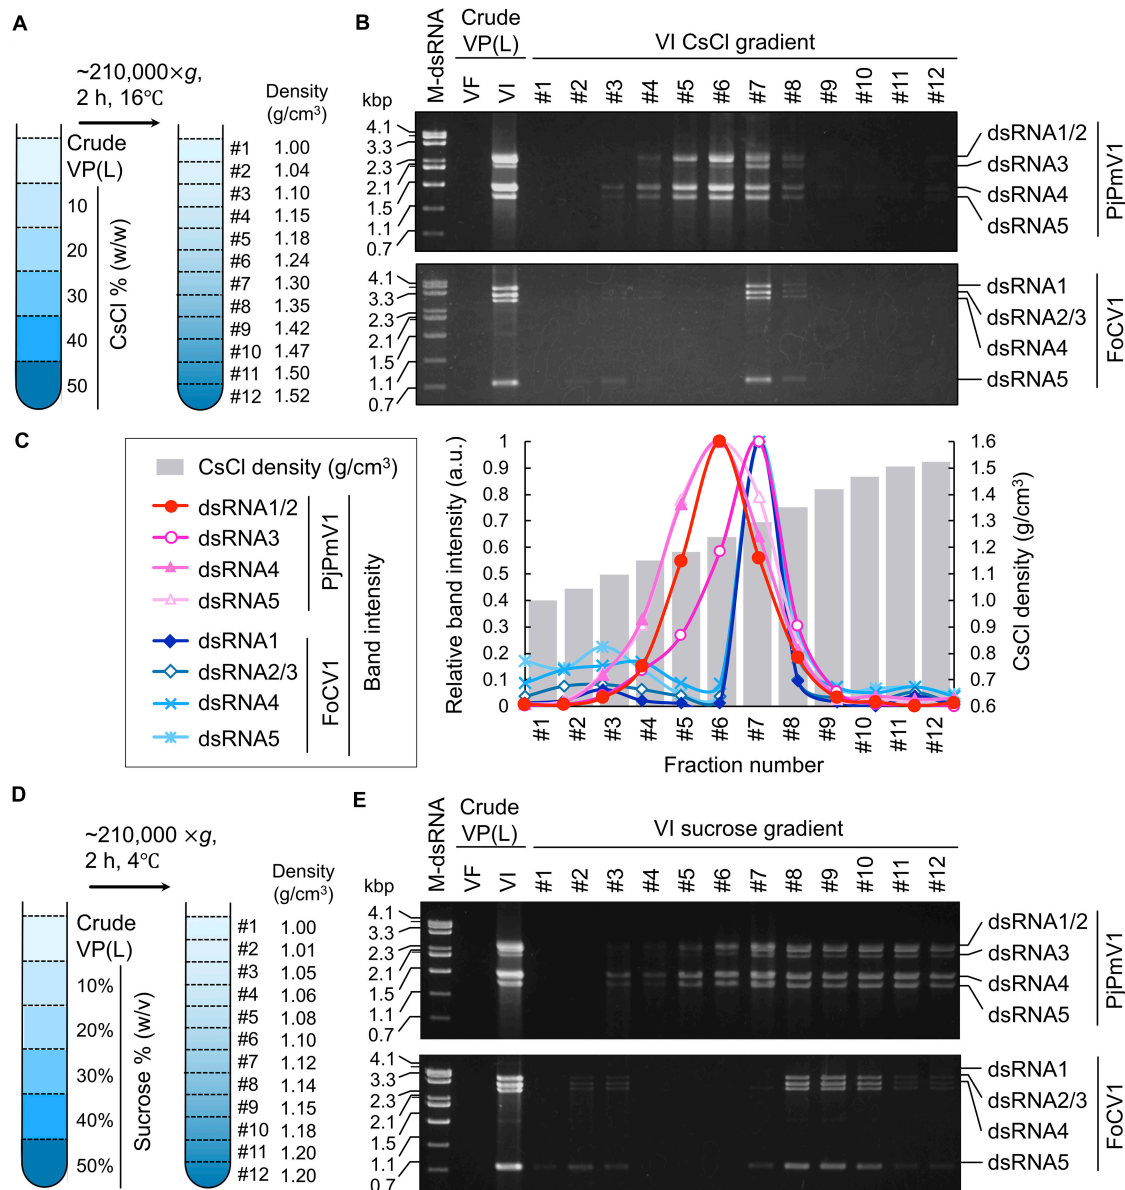 A
~210,000×g,
2 h, 16℃
Density
(g/cm³)
Crude
VP(L)
10
20
30
40
50
CsCl % (w/w)
#1 1.00
#2 1.04
#3 1.10
#4 1.15
#5 1.18
#6 1.24
#7 1.30
#8 1.35
#9 1.42
#10 1.47
#11 1.50
#12 1.52
B
M-dsRNA
Crude
VP(L)
VF
VI
VI CsCl gradient
#1 #2 #3 #4 #5 #6 #7 #8 #9 #10 #11 #12
kbp
4.1
3.3
2.3
2.1
1.5
1.1
0.7
dsRNA1/2
dsRNA3
dsRNA4
dsRNA5
PjPmV1
4.1
3.3
2.3
2.1
1.5
1.1
0.7
dsRNA1
dsRNA2/3
dsRNA4
dsRNA5
FoCV1
C
CsCl density (g/cm³)
dsRNA1/2
dsRNA3
dsRNA4
dsRNA5
PjPmV1
dsRNA1
dsRNA2/3
dsRNA4
dsRNA5
FoCV1
Band intensity
Relative band intensity (a.u.)
1
0.9
0.8
0.7
0.6
0.5
0.4
0.3
0.2
0.1
0
1.6
1.5
1.4
1.3
1.2
1.1
1.0
0.9
0.8
0.7
0.6
CsCl density (g/cm³)
#1 #2 #3 #4 #5 #6 #7 #8 #9 #10 #11 #12
Fraction number
D
~210,000 ×g,
2 h, 4℃
Density
(g/cm³)
Crude
VP(L)
10%
20%
30%
40%
50%
Sucrose % (w/v)
#1 1.00
#2 1.01
#3 1.05
#4 1.06
#5 1.08
#6 1.10
#7 1.12
#8 1.14
#9 1.15
#10 1.18
#11 1.20
#12 1.20
E
M-dsRNA
Crude
VP(L)
VF
VI
VI sucrose gradient
#1 #2 #3 #4 #5 #6 #7 #8 #9 #10 #11 #12
kbp
4.1
3.3
2.3
2.1
1.5
1.1
0.7
dsRNA1/2
dsRNA3
dsRNA4
dsRNA5
PjPmV1
4.1
3.3
2.3
2.1
1.5
1.1
0.7
dsRNA1
dsRNA2/3
dsRNA4
dsRNA5
FoCV1